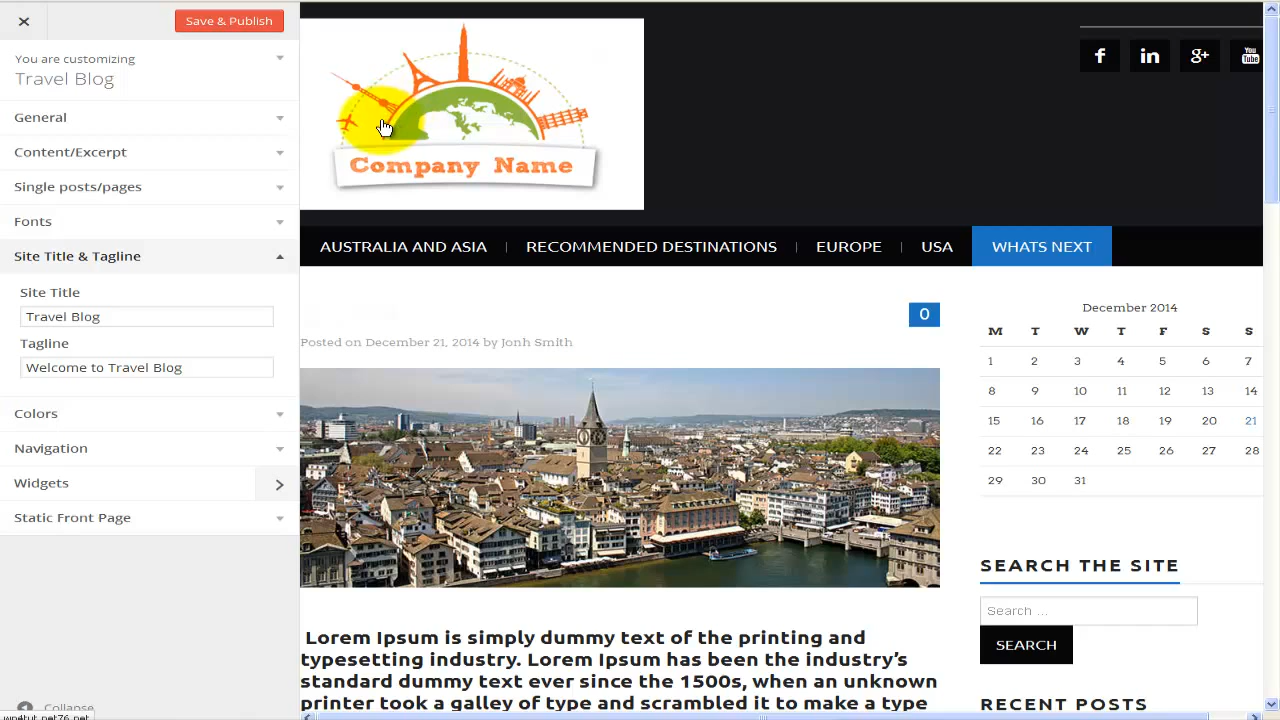 Save & Publish
You are customizing
Travel Blog
General
Content/Excerpt
Single posts/pages
Fonts
Site Title & Tagline
Site Title
Travel Blog
Tagline
Welcome to Travel Blog
Colors
Navigation
Widgets
Static Front Page
Collapse
wp4tut.net76.net
Company Name
f in g+ You Tube
AUSTRALIA AND ASIA RECOMMENDED DESTINATIONS EUROPE USA WHATS NEXT
0
Posted on December 21, 2014 by Jonh Smith
Lorem Ipsum is simply dummy text of the printing and
typesetting industry. Lorem Ipsum has been the industry's
standard dummy text ever since the 1500s, when an unknown
printer took a galley of type and scrambled it to make a type
December 2014
M T W T F S S
1 2 3 4 5 6 7
8 9 10 11 12 13 14
15 16 17 18 19 20 21
22 23 24 25 26 27 28
29 30 31
SEARCH THE SITE
Search ...
SEARCH
RECENT POSTS